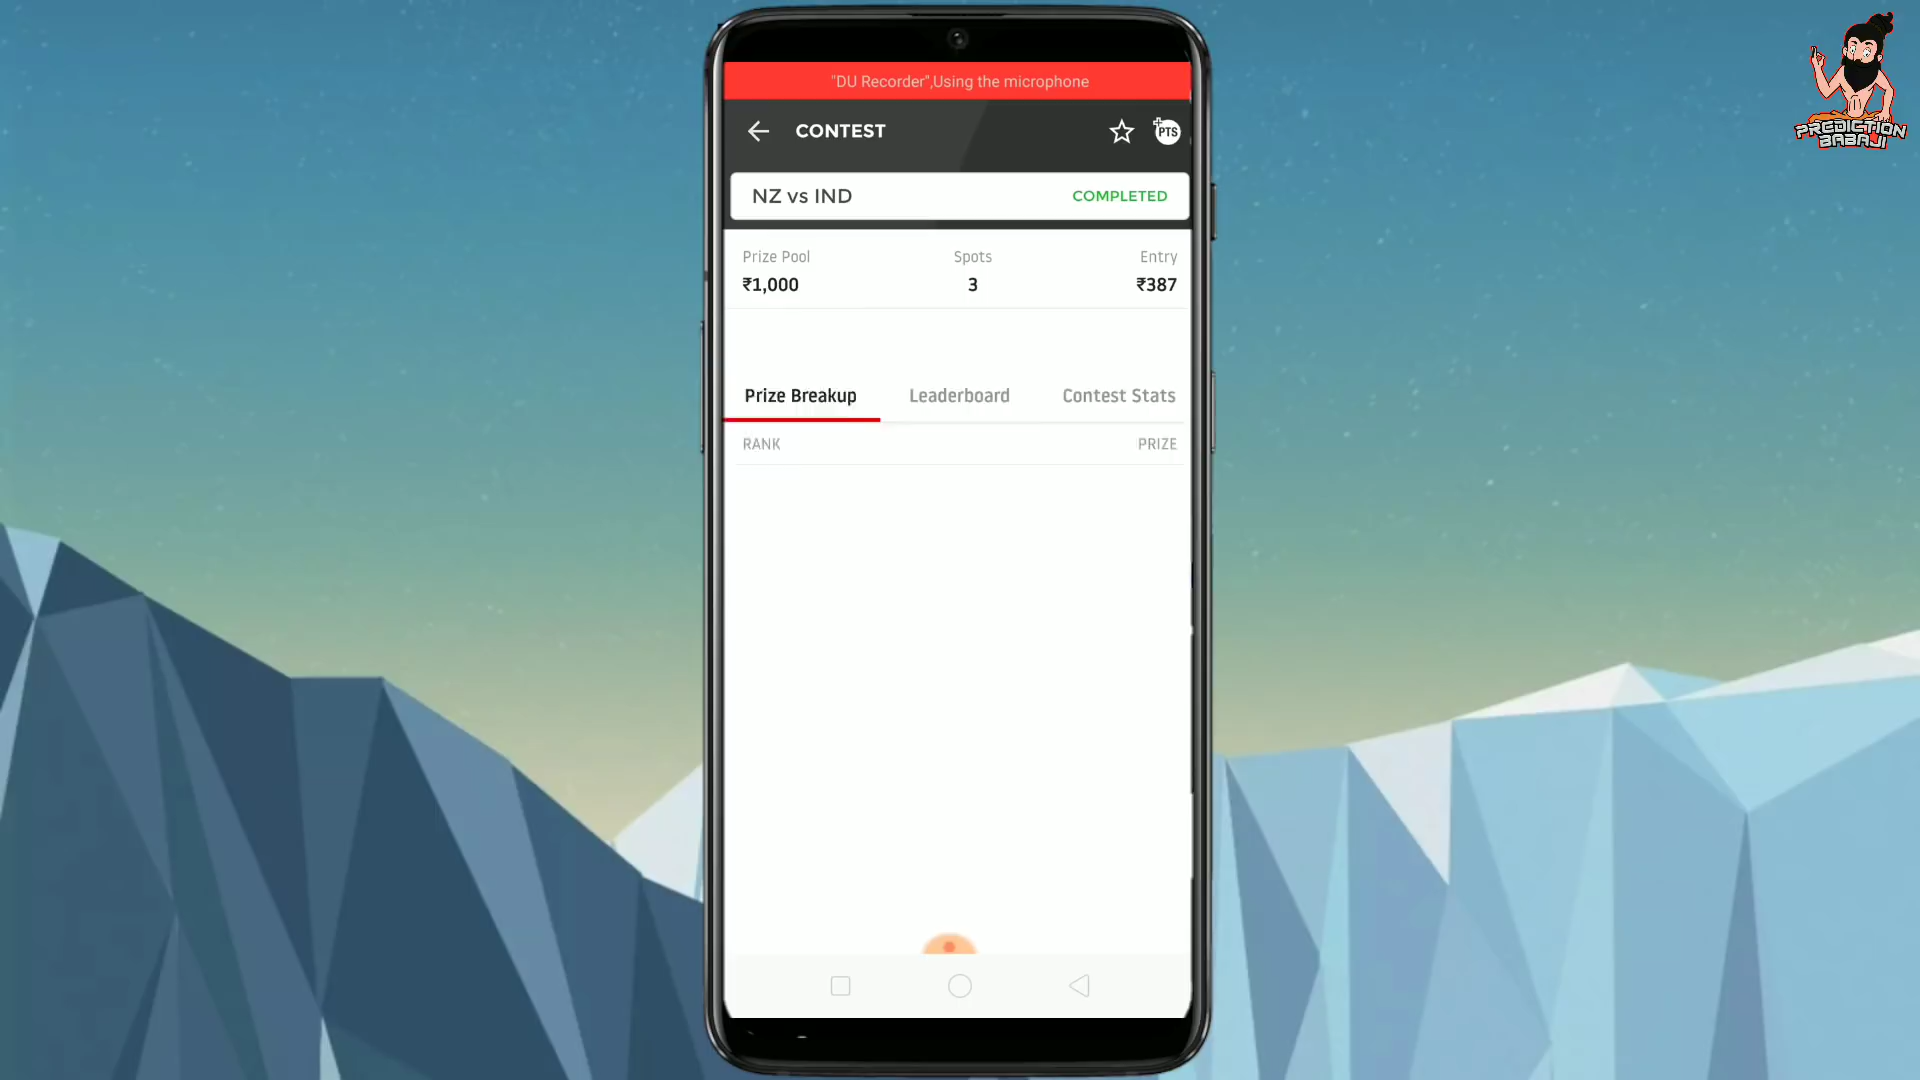 "DU Recorder",Using the microphone
CONTEST
PTS
PREDICTION
BABAJI
NZ vs IND
COMPLETED
Prize Pool
Spots
Entry
₹1,000
3
₹387
Prize Breakup
Leaderboard
Contest Stats
RANK
PRIZE